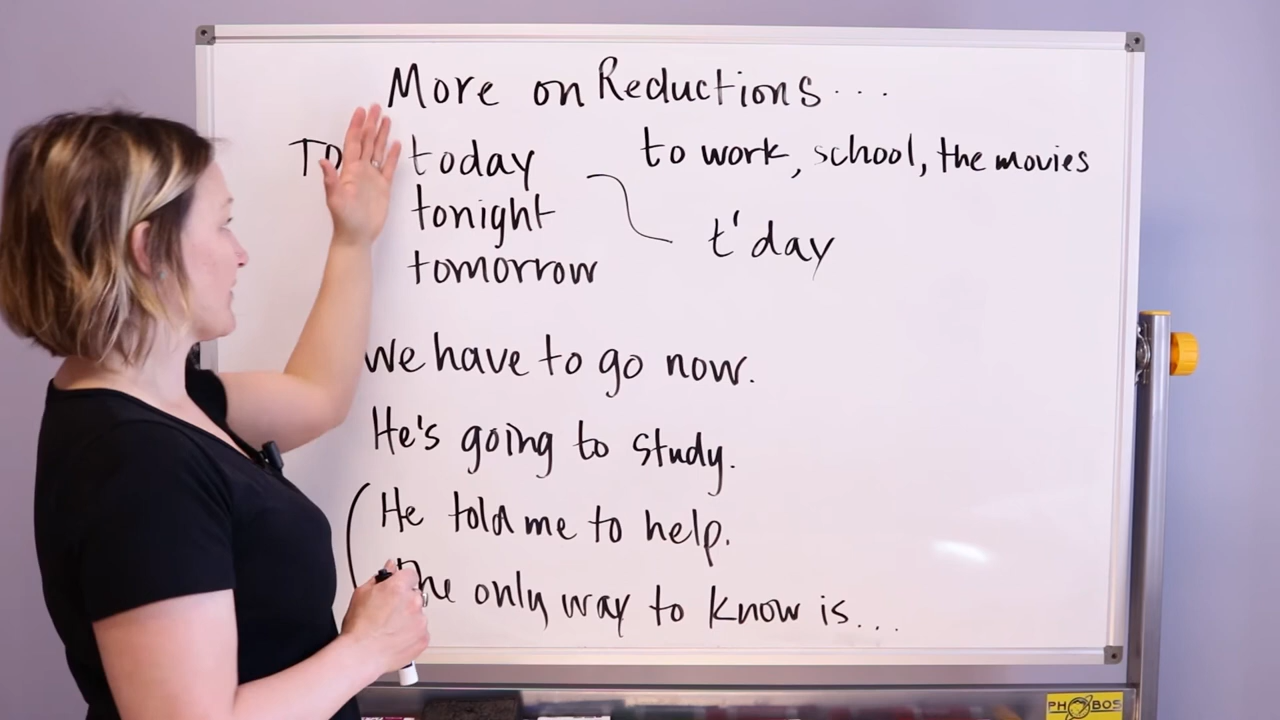 More on Reductions...
To today to work, school, the movies
tonight
t'day
tomorrow
We have to go now.
He's going to study.
He told me to help.
The only way to know is...
PHOBOS